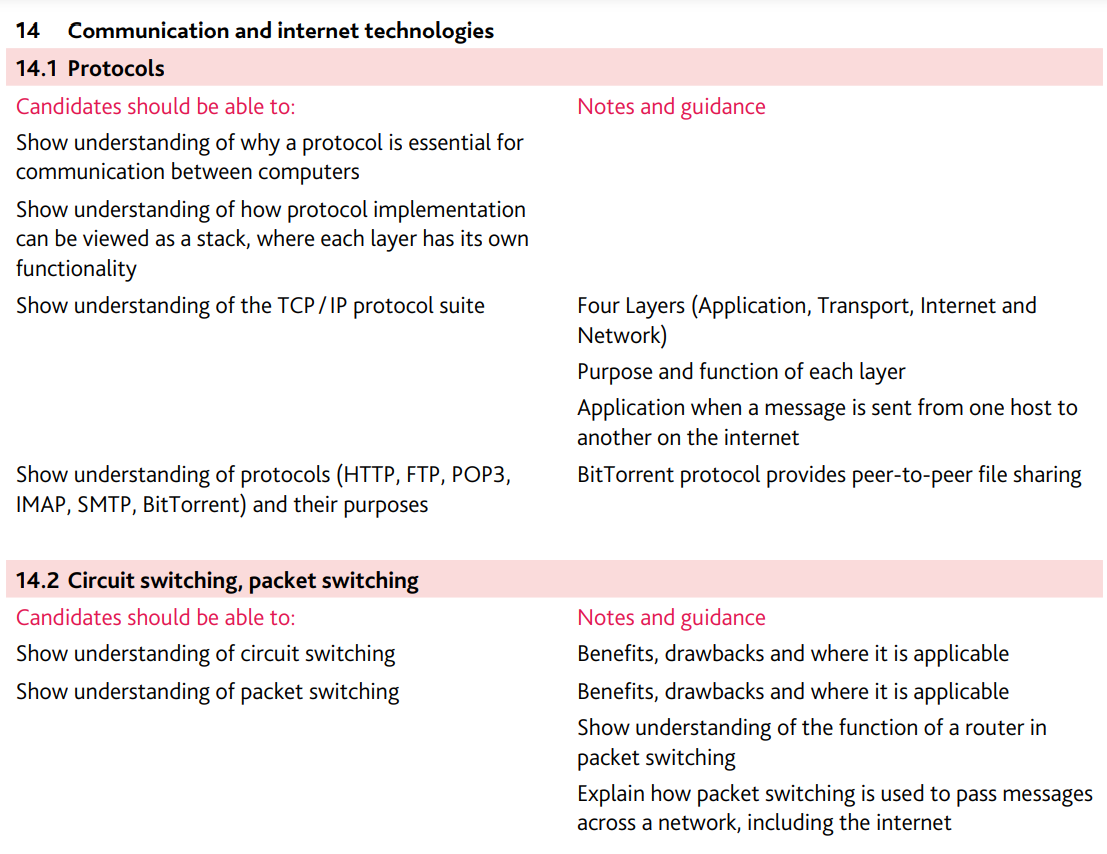 14 Communication and internet technologies
14.1 Protocols
Candidates should be able to:
Notes and guidance
Show understanding of why a protocol is essential for
communication between computers
Show understanding of how protocol implementation
can be viewed as a stack, where each layer has its own
functionality
Show understanding of the TCP / IP protocol suite
Four Layers (Application, Transport, Internet and
Network)
Purpose and function of each layer
Application when a message is sent from one host to
another on the internet
Show understanding of protocols (HTTP, FTP, POP3,
IMAP, SMTP, BitTorrent) and their purposes
BitTorrent protocol provides peer-to-peer file sharing
14.2 Circuit switching, packet switching
Candidates should be able to:
Notes and guidance
Show understanding of circuit switching
Benefits, drawbacks and where it is applicable
Show understanding of packet switching
Benefits, drawbacks and where it is applicable
Show understanding of the function of a router in
packet switching
Explain how packet switching is used to pass messages
across a network, including the internet